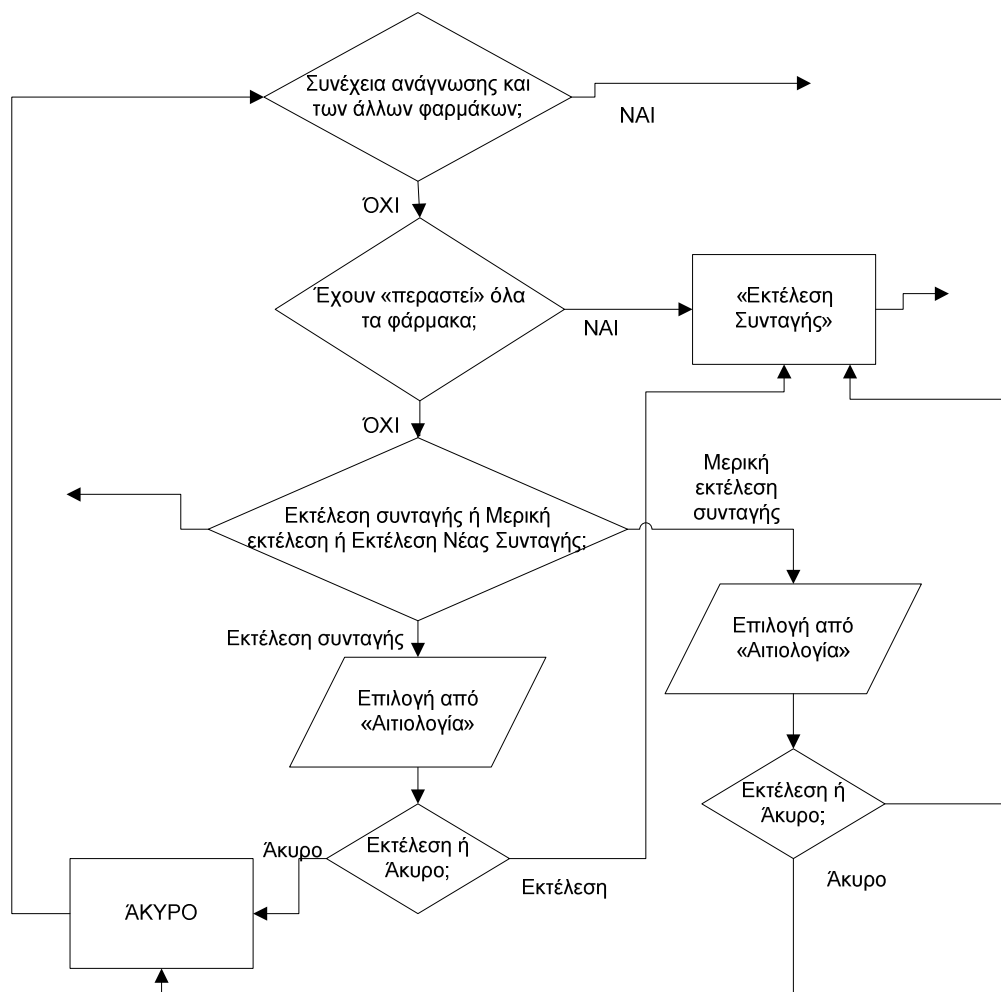 Συνέχεια ανάγνωσης και
των άλλων φαρμάκων;
ΝΑΙ
ΌΧΙ
Έχουν «περαστεί» όλα
τα φάρμακα;
ΝΑΙ
«Εκτέλεση
Συνταγής»
ΌΧΙ
Μερική
εκτέλεση
συνταγής
Εκτέλεση συνταγής ή Μερική
εκτέλεση ή Εκτέλεση Νέας Συνταγής;
Εκτέλεση συνταγής
Επιλογή από
«Αιτιολογία»
Επιλογή από
«Αιτιολογία»
Εκτέλεση ή
Άκυρο;
Άκυρο
Εκτέλεση ή
Άκυρο;
Εκτέλεση
Άκυρο
ΆΚΥΡΟ